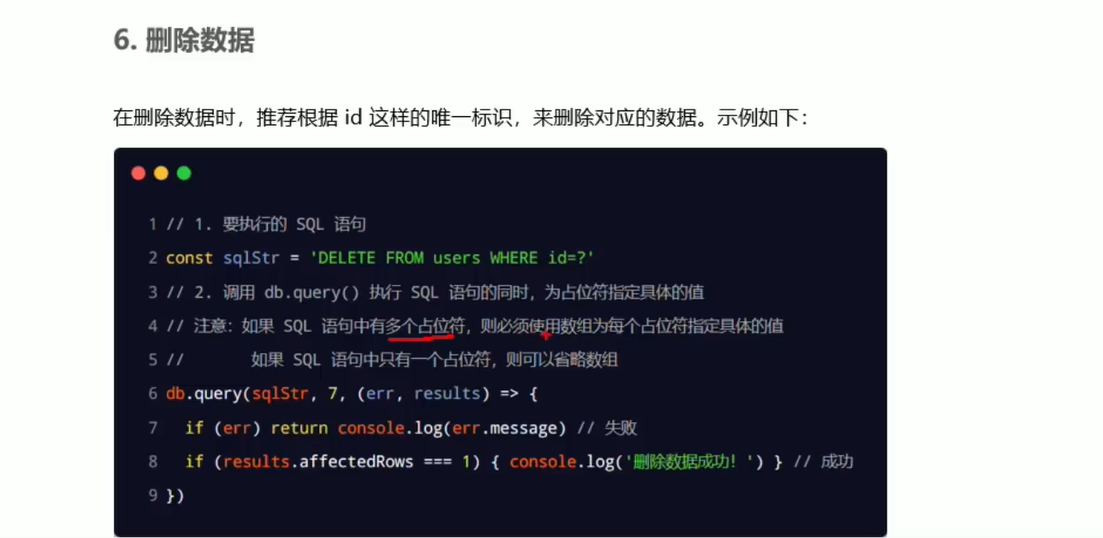 6. 删除数据
在删除数据时，推荐根据 id 这样的唯一标识，来删除对应的数据。示例如下：
1 // 1. 要执行的 SQL 语句
2 const sqlStr = 'DELETE FROM users WHERE id=?'
3 // 2. 调用 db.query() 执行 SQL 语句的同时，为占位符指定具体的值
4 // 注意：如果 SQL 语句中有多个占位符，则必须使用数组为每个占位符指定具体的值
5 //       如果 SQL 语句中只有一个占位符，则可以省略数组
6 db.query(sqlStr, 7, (err, results) => {
7   if (err) return console.log(err.message) // 失败
8   if (results.affectedRows === 1) { console.log('删除数据成功！') } // 成功
9 })